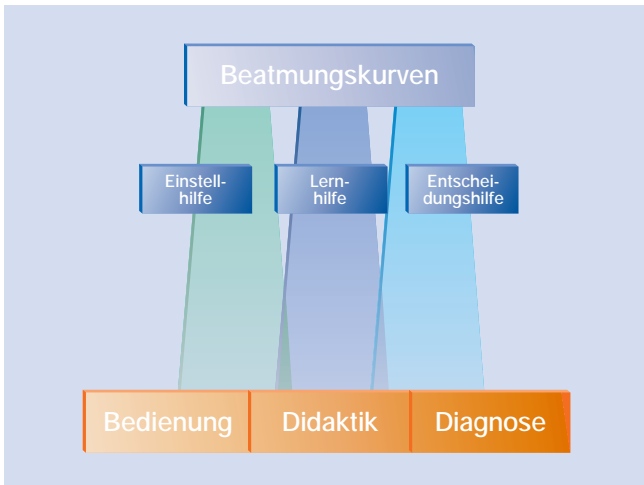 Beatmungskurven
Einstell-
hilfe
Lern-
hilfe
Entschei-
dungshilfe
Bedienung
Didaktik
Diagnose